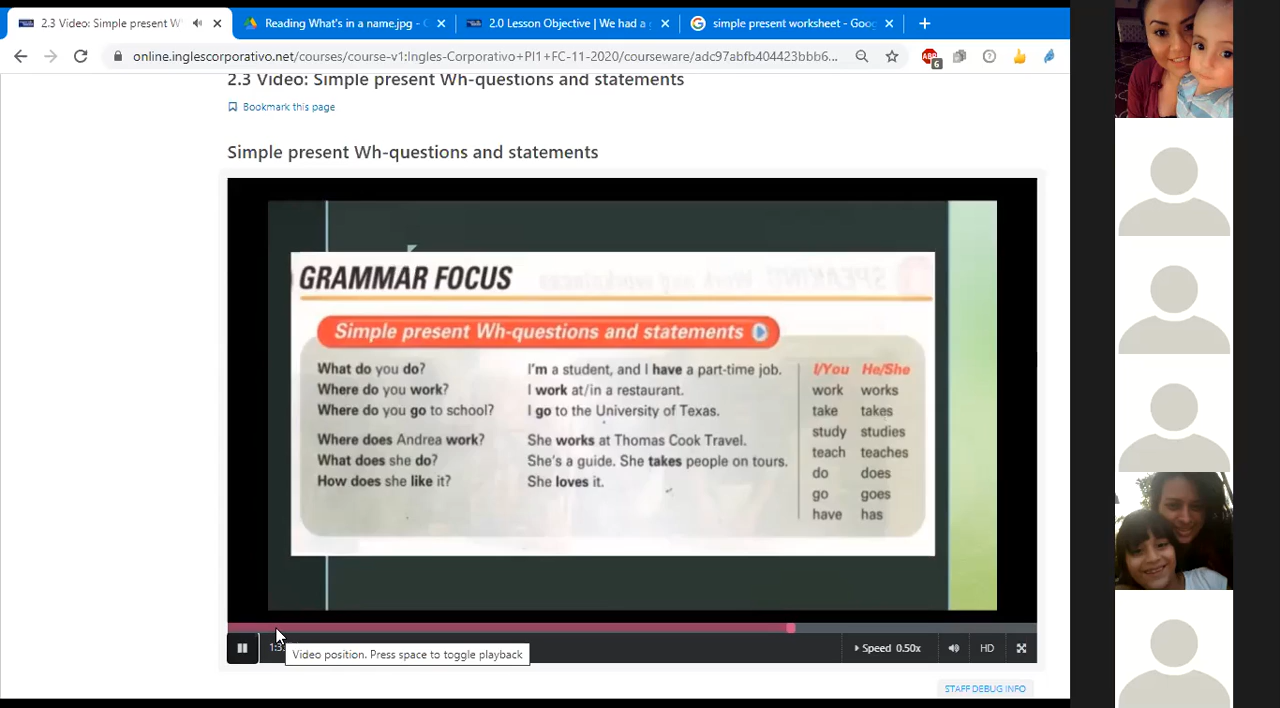 2.3 Video: Simple present W
Reading What's in a name.jpg - G
2.0 Lesson Objective | We had a g
simple present worksheet - Goo
online.inglescorporativo.net/courses/course-v1:Ingles-Corporativo+PI1+FC-11-2020/courseware/adc97abfb404423bbb6...
ABP
6
2.3 Video: Simple present Wh-questions and statements
Bookmark this page
Simple present Wh-questions and statements
GRAMMAR FOCUS
SPEAKING Work and workplaces
Simple present Wh-questions and statements
What do you do? I'm a student, and I have a part-time job.
Where do you work? I work at/in a restaurant.
Where do you go to school? I go to the University of Texas.
Where does Andrea work? She works at Thomas Cook Travel.
What does she do? She's a guide. She takes people on tours.
How does she like it? She loves it.
I/You He/She
work works
take takes
study studies
teach teaches
do does
go goes
have has
Video position. Press space to toggle playback
Speed 0.50x
HD
STAFF DEBUG INFO